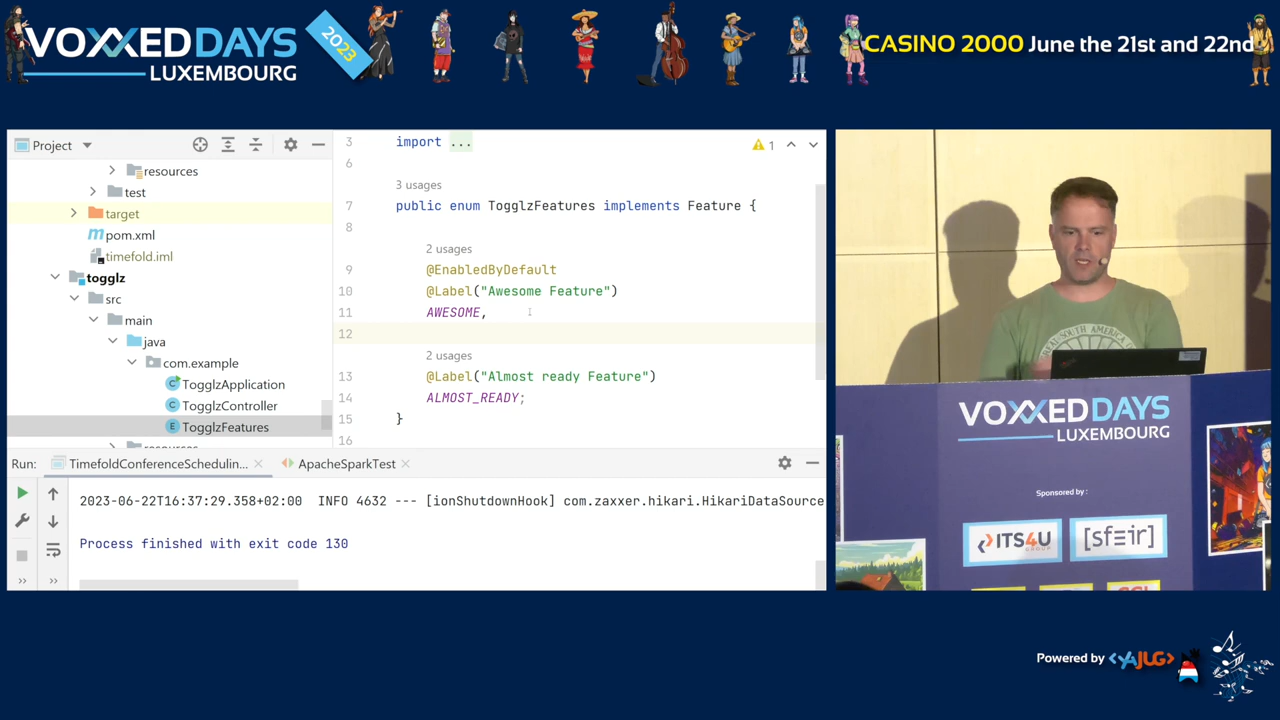 VOXXED DAYS
LUXEMBOURG
2023
CASINO 2000 June the 21st and 22nd
Project
resources
test
target
pom.xml
timefold.iml
togglz
src
main
java
com.example
TogglzApplication
TogglzController
TogglzFeatures
3 import ...
6
3 usages
7 public enum TogglzFeatures implements Feature {
8
2 usages
9 @EnabledByDefault
10 @Label("Awesome Feature")
11 AWESOME,
12
2 usages
13 @Label("Almost ready Feature")
14 ALMOST_READY;
15 }
16
1
Run: TimefoldConferenceSchedulin... ApacheSparkTest
2023-06-22T16:37:29.358+02:00 INFO 4632 --- [ionShutdownHook] com.zaxxer.hikari.HikariDataSource
Process finished with exit code 130
VOXXED DAYS
LUXEMBOURG
Sponsored by :
ITS4U
GROUP
[sfeir]
Powered by <YAJUG>